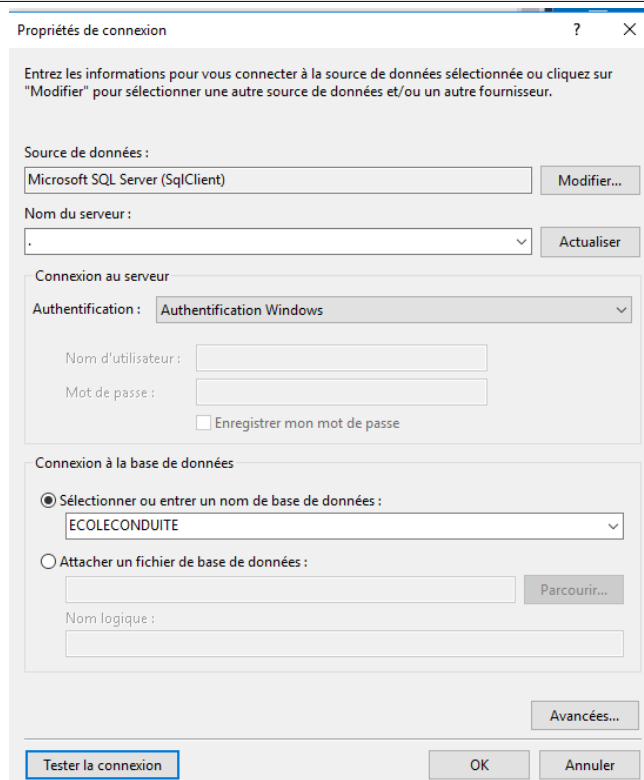 Propriétés de connexion
?
Entrez les informations pour vous connecter à la source de données sélectionnée ou cliquez sur
"Modifier" pour sélectionner une autre source de données et/ou un autre fournisseur.
Source de données :
Microsoft SQL Server (SqlClient)
Modifier...
Nom du serveur :
.
Actualiser
Connexion au serveur
Authentification :
Authentification Windows
Nom d'utilisateur :
Mot de passe :
Enregistrer mon mot de passe
Connexion à la base de données
Sélectionner ou entrer un nom de base de données :
ECOLECONDUITE
Attacher un fichier de base de données :
Parcourir...
Nom logique :
Avancées...
Tester la connexion
OK
Annuler